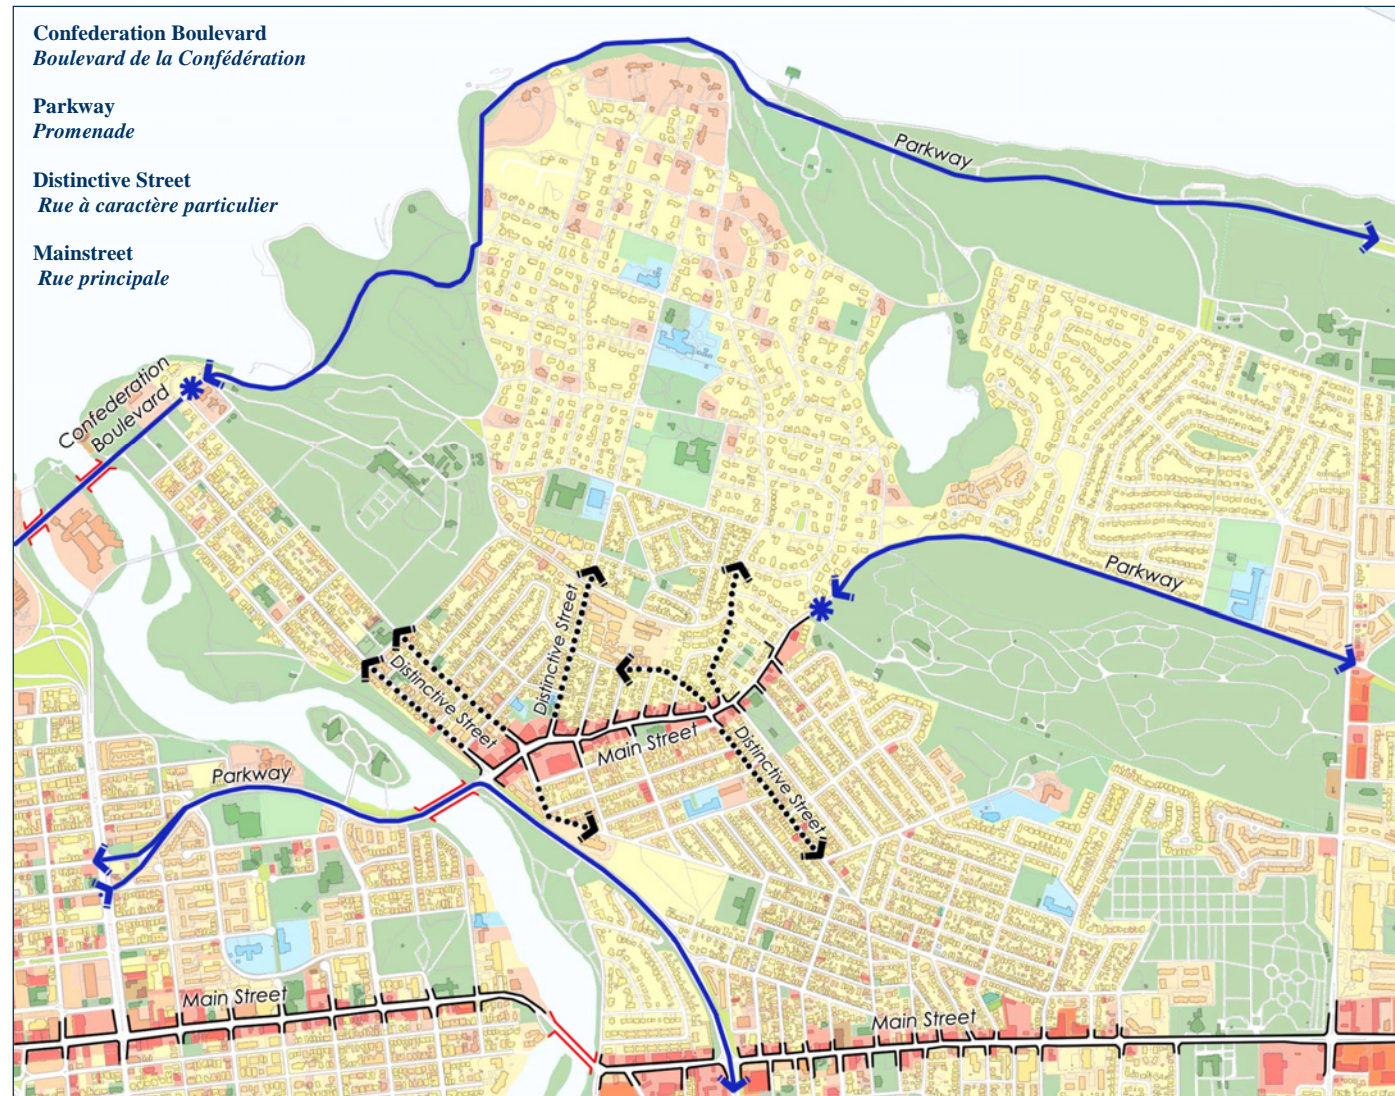 Confederation Boulevard
Boulevard de la Confédération
Parkway
Promenade
Distinctive Street
Rue à caractère particulier
Mainstreet
Rue principale
Parkway
Confederation
Boulevard
Parkway
Distinctive Street
Distinctive Street
Main Street
Distinctive Street
Parkway
Main Street
Main Street